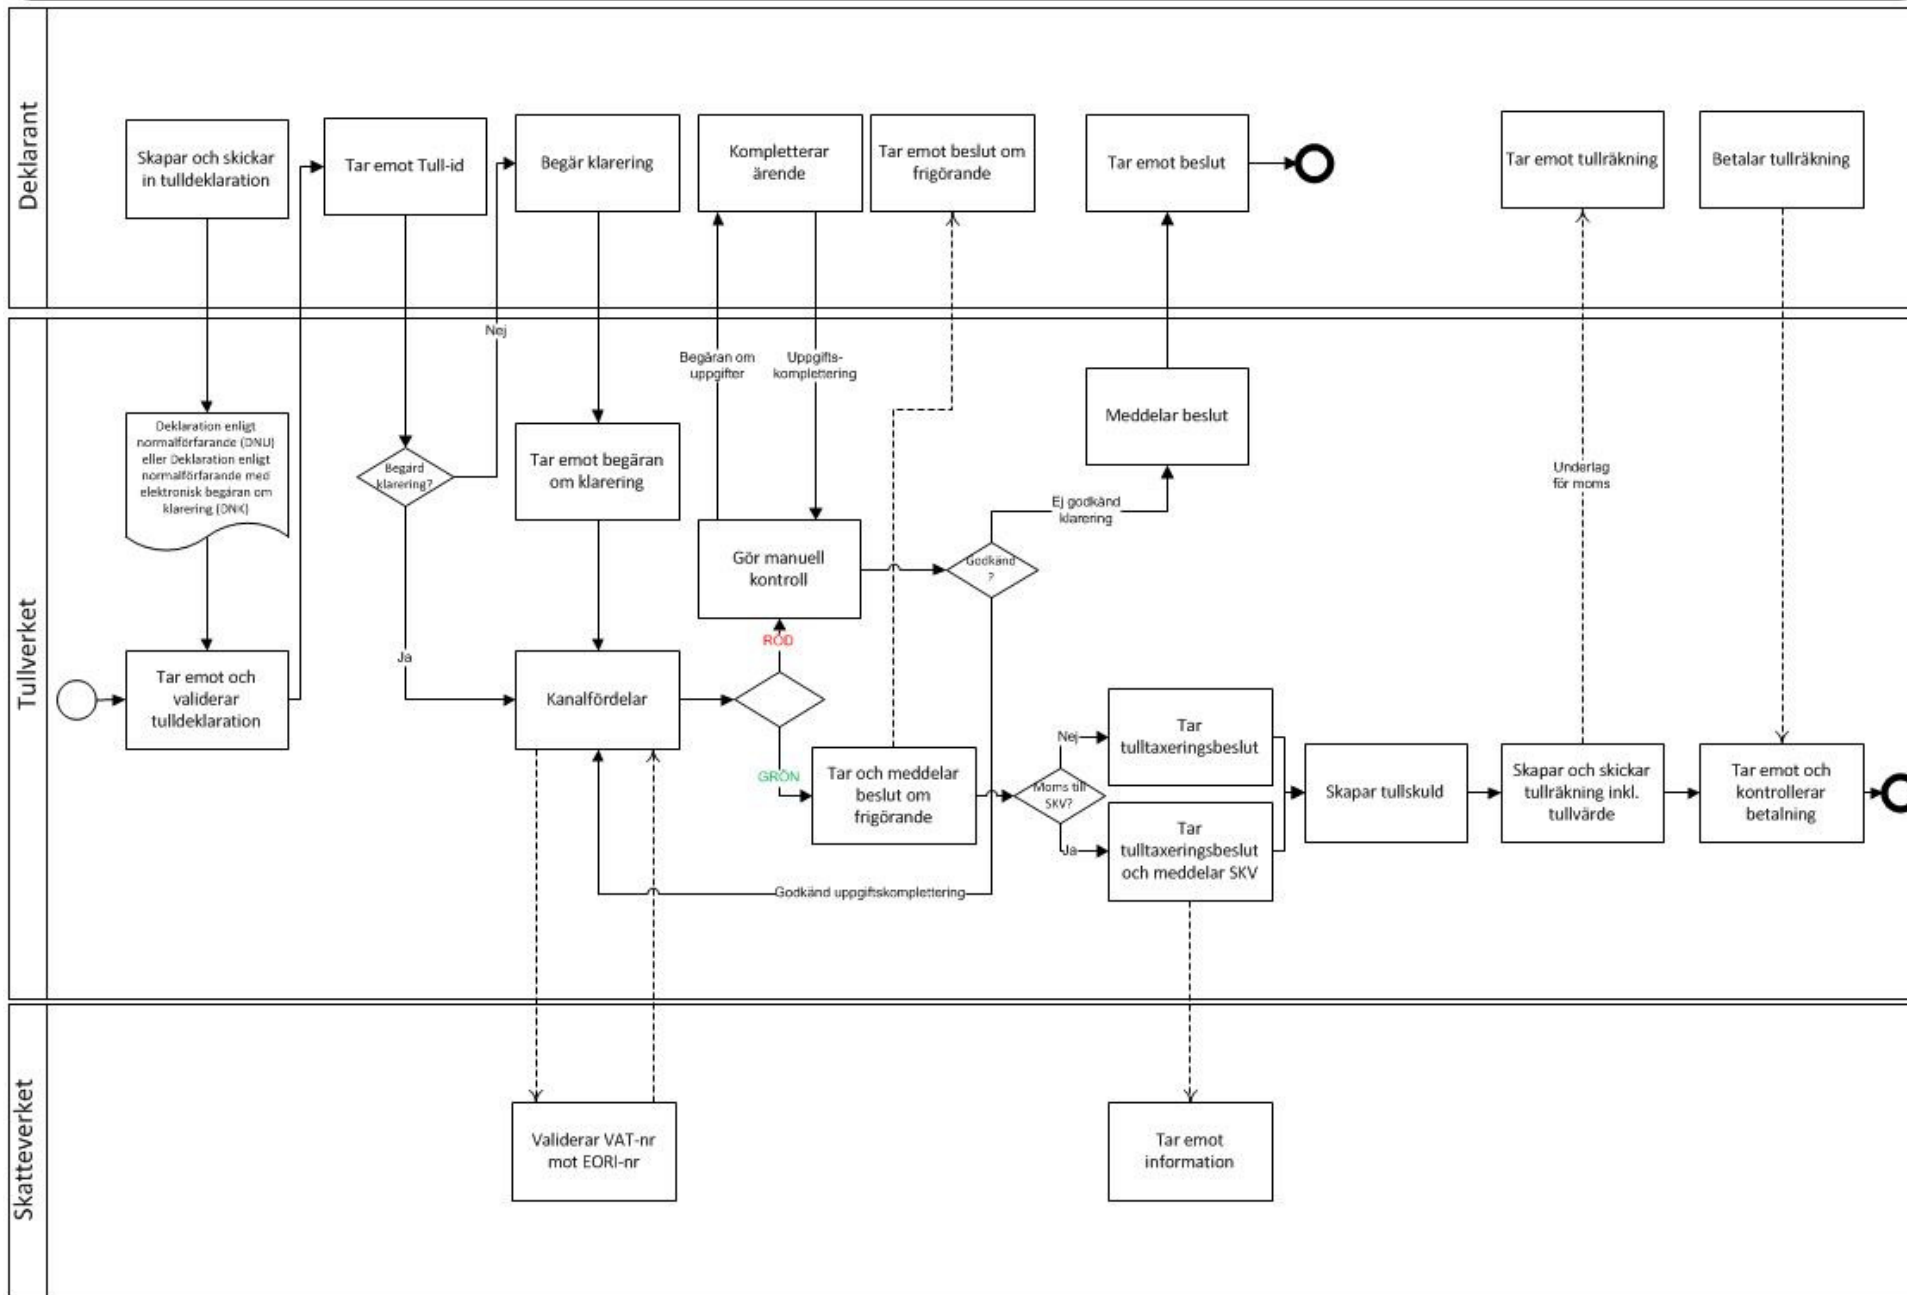 Deklarant
Skapar och skickar
in tulldeklaration
Tar emot Tull-id
Begär klarering
Kompletterar
ärende
Tar emot beslut om
frigörande
Tar emot beslut
Tar emot tullräkning
Betalar tullräkning
Tullverket
Nej
Begäran om
uppgifter
Uppgifts-
komplettering
Meddelar beslut
Deklaration enligt
normalförfarande (DNU)
eller Deklaration enligt
normalförfarande med
elektronisk begäran om
klarering (DNK)
Begärd
klarering?
Tar emot begäran
om klarering
Underlag
för moms
Ej godkänd
klarering
Gör manuell
kontroll
Godkänd
?
RÖD
Ja
Tar emot och
validerar
tulldeklaration
Kanalfördelar
GRÖN
Tar och meddelar
beslut om
frigörande
Moms till
SKV?
Nej
Tar
tulltaxeringsbeslut
Ja
Tar
tulltaxeringsbeslut
och meddelar SKV
Skapar tullskuld
Skapar och skickar
tullräkning inkl.
tullvärde
Tar emot och
kontrollerar
betalning
Godkänd uppgiftskomplettering
Skatteverket
Validerar VAT-nr
mot EORI-nr
Tar emot
information